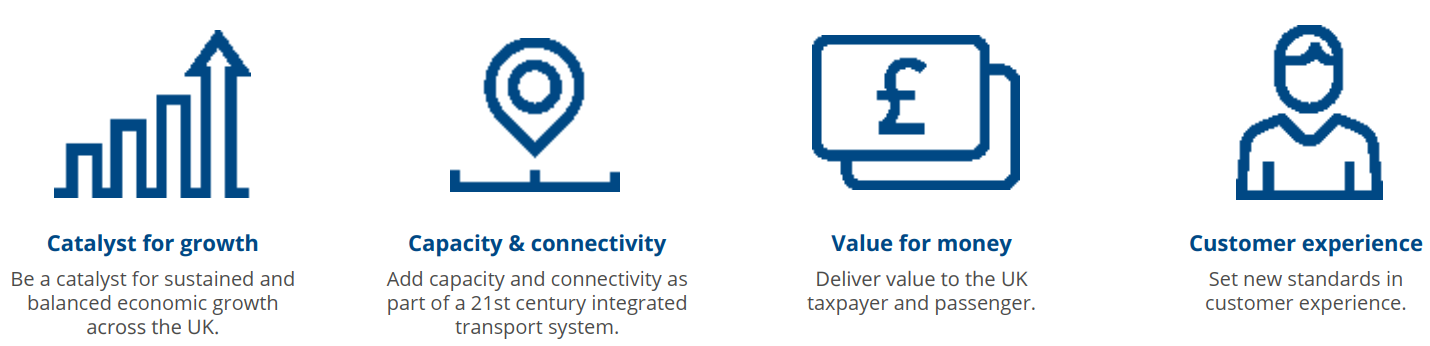 £
Catalyst for growth
Be a catalyst for sustained and
balanced economic growth
across the UK.
Capacity & connectivity
Add capacity and connectivity as
part of a 21st century integrated
transport system.
Value for money
Deliver value to the UK
taxpayer and passenger.
Customer experience
Set new standards in
customer experience.